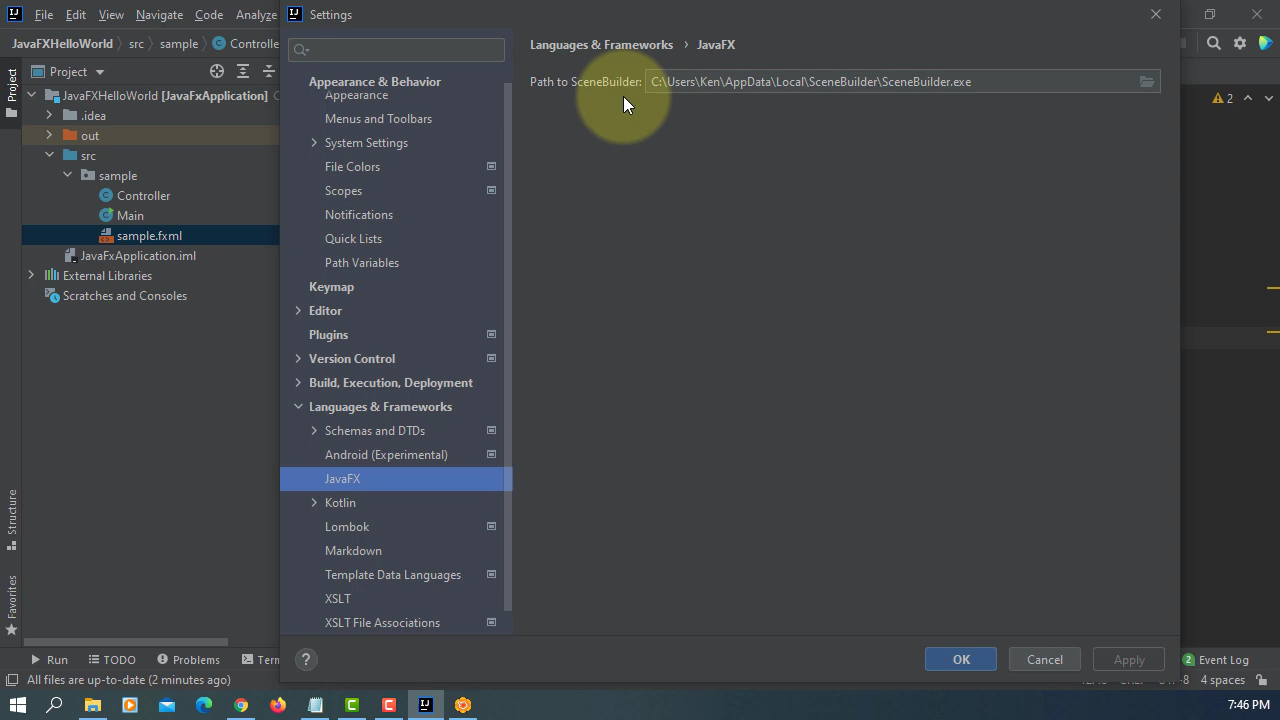 File Edit View Navigate Code Analyze
Settings
JavaFXHelloWorld › src › sample › Controlle
Project
Project
JavaFXHelloWorld [JavaFxApplication]
.idea
out
src
sample
Controller
Main
sample.fxml
JavaFxApplication.iml
External Libraries
Scratches and Consoles
Structure
Favorites
Appearance & Behavior
Appearance
Menus and Toolbars
System Settings
File Colors
Scopes
Notifications
Quick Lists
Path Variables
Keymap
Editor
Plugins
Version Control
Build, Execution, Deployment
Languages & Frameworks
Schemas and DTDs
Android (Experimental)
JavaFX
Kotlin
Lombok
Markdown
Template Data Languages
XSLT
XSLT File Associations
Languages & Frameworks › JavaFX
Path to SceneBuilder: C:\Users\Ken\AppData\Local\SceneBuilder\SceneBuilder.exe
2
?
OK Cancel Apply
Run TODO Problems Term
2 Event Log
All files are up-to-date (2 minutes ago)
4 spaces
7:46 PM